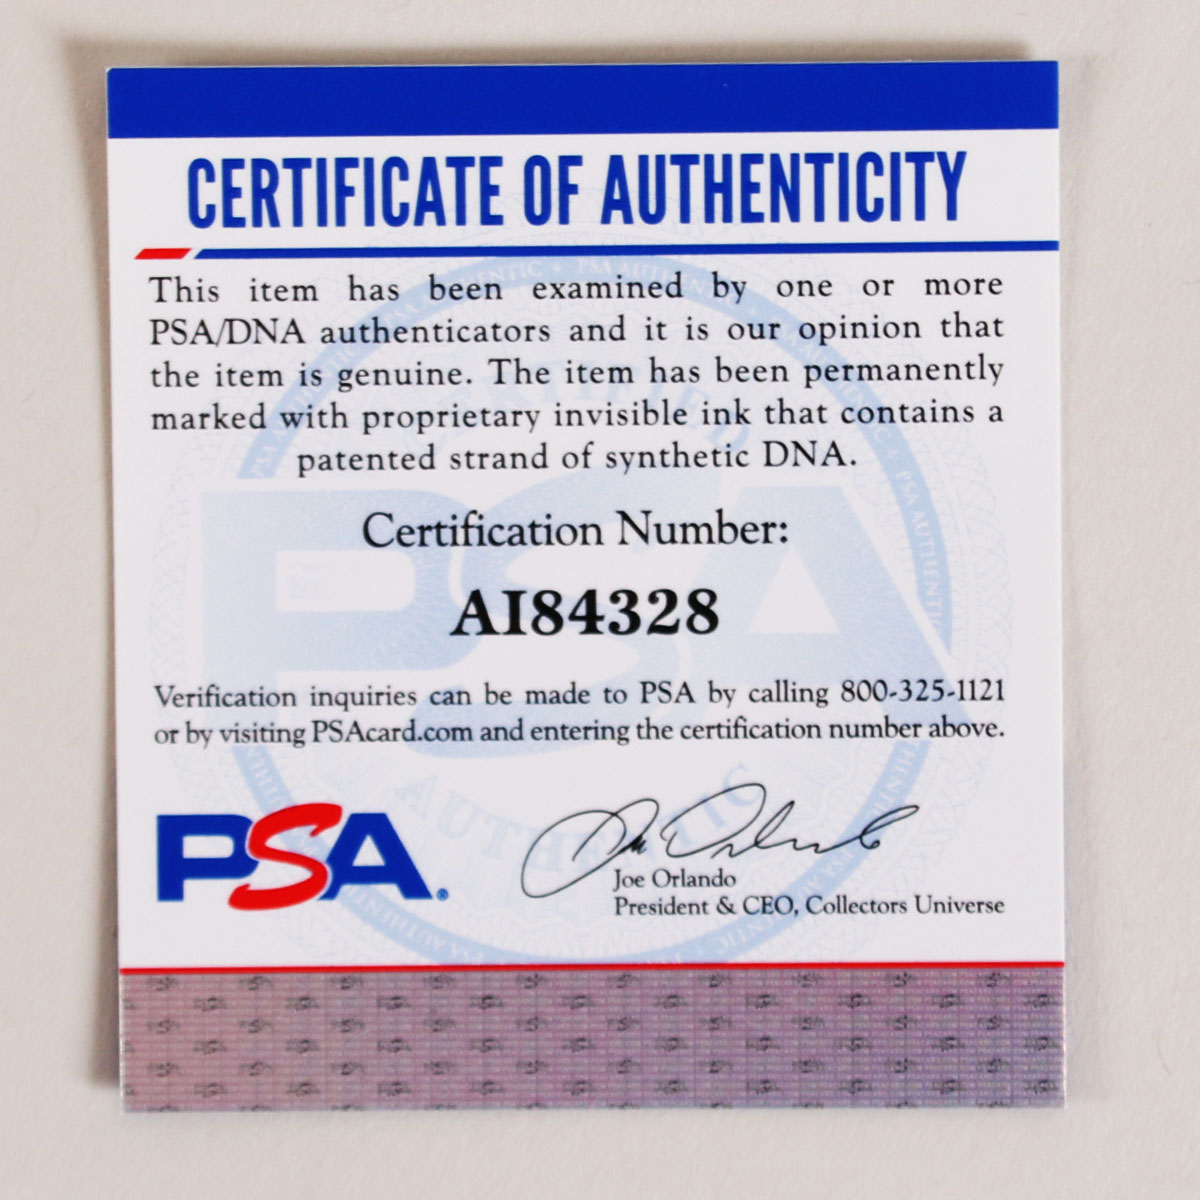 CERTIFICATE OF AUTHENTICITY
This item has been examined by one or more
PSA/DNA authenticators and it is our opinion that
the item is genuine. The item has been permanently
marked with proprietary invisible ink that contains a
patented strand of synthetic DNA.
Certification Number:
AI84328
Verification inquiries can be made to PSA by calling 800-325-1121
or by visiting PSAcard.com and entering the certification number above.
PSA®
Joe Orlando
Joe Orlando
President & CEO, Collectors Universe